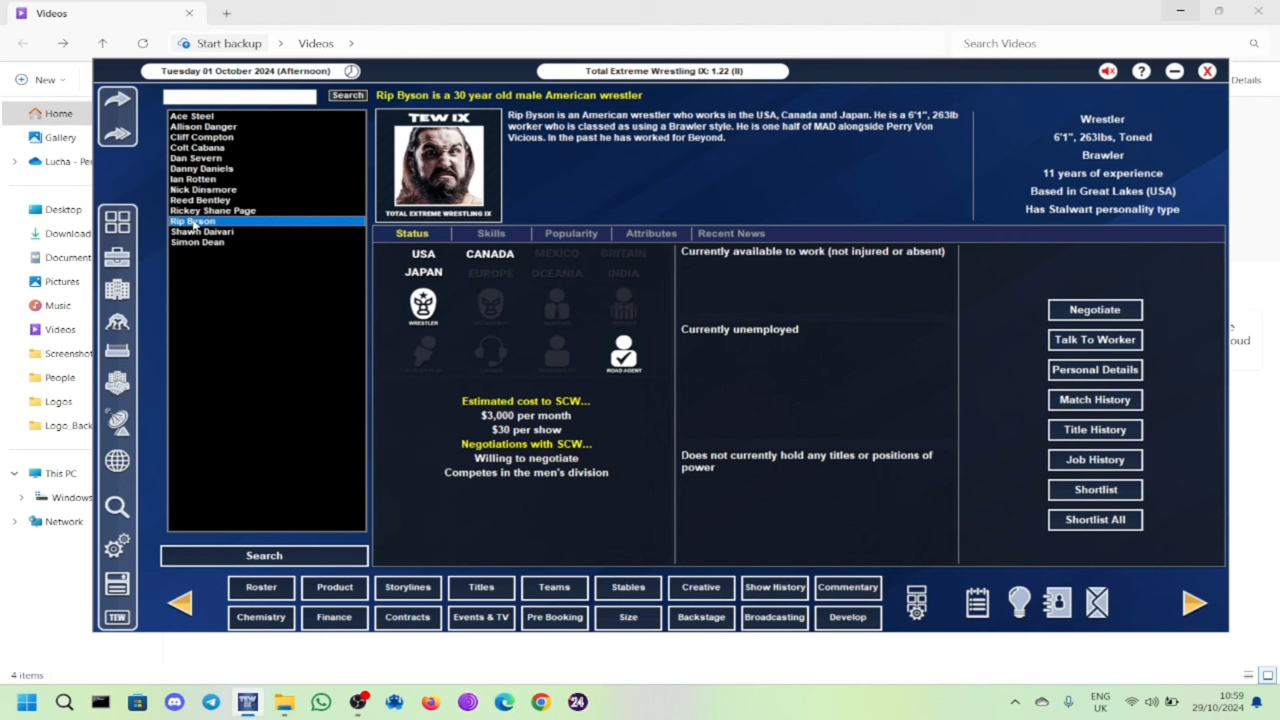 Videos
Start backup
Videos
Search Videos
New
Details
Home
Gallery
Lucha - Per
Desktop
Download
Document
Pictures
Music
Videos
Screenshot
People
Logos
Logo_Back
This PC
Windows
Network
4 items
oud
Tuesday 01 October 2024 (Afternoon)
Total Extreme Wrestling IX: 1.22 (II)
Search
Rip Byson is a 30 year old male American wrestler
Ace Steel
Allison Danger
Cliff Compton
Colt Cabana
Dan Severn
Danny Daniels
Ian Rotten
Nick Dinsmore
Reed Bentley
Rickey Shane Page
Rip Byson
Shawn Daivari
Simon Dean
Search
TEW IX
TOTAL EXTREME WRESTLING IX
Rip Byson is an American wrestler who works in the USA, Canada and Japan. He is a 6'1", 263lb
worker who is classed as using a Brawler style. He is one half of MAD alongside Perry Von
Vicious. In the past he has worked for Beyond.
Wrestler
6'1", 263lbs, Toned
Brawler
11 years of experience
Based in Great Lakes (USA)
Has Stalwart personality type
Status
Skills
Popularity
Attributes
Recent News
USA
CANADA
MEXICO
BRITAIN
JAPAN
EUROPE
OCEANIA
INDIA
WRESTLER
ROAD AGENT
Estimated cost to SCW...
$3,000 per month
$30 per show
Negotiations with SCW...
Willing to negotiate
Competes in the men's division
Currently available to work (not injured or absent)
Currently unemployed
Does not currently hold any titles or positions of
power
Negotiate
Talk To Worker
Personal Details
Match History
Title History
Job History
Shortlist
Shortlist All
Roster
Product
Storylines
Titles
Teams
Stables
Creative
Show History
Commentary
Chemistry
Finance
Contracts
Events & TV
Pre Booking
Size
Backstage
Broadcasting
Develop
TEW
24
ENG
UK
10:59
29/10/2024